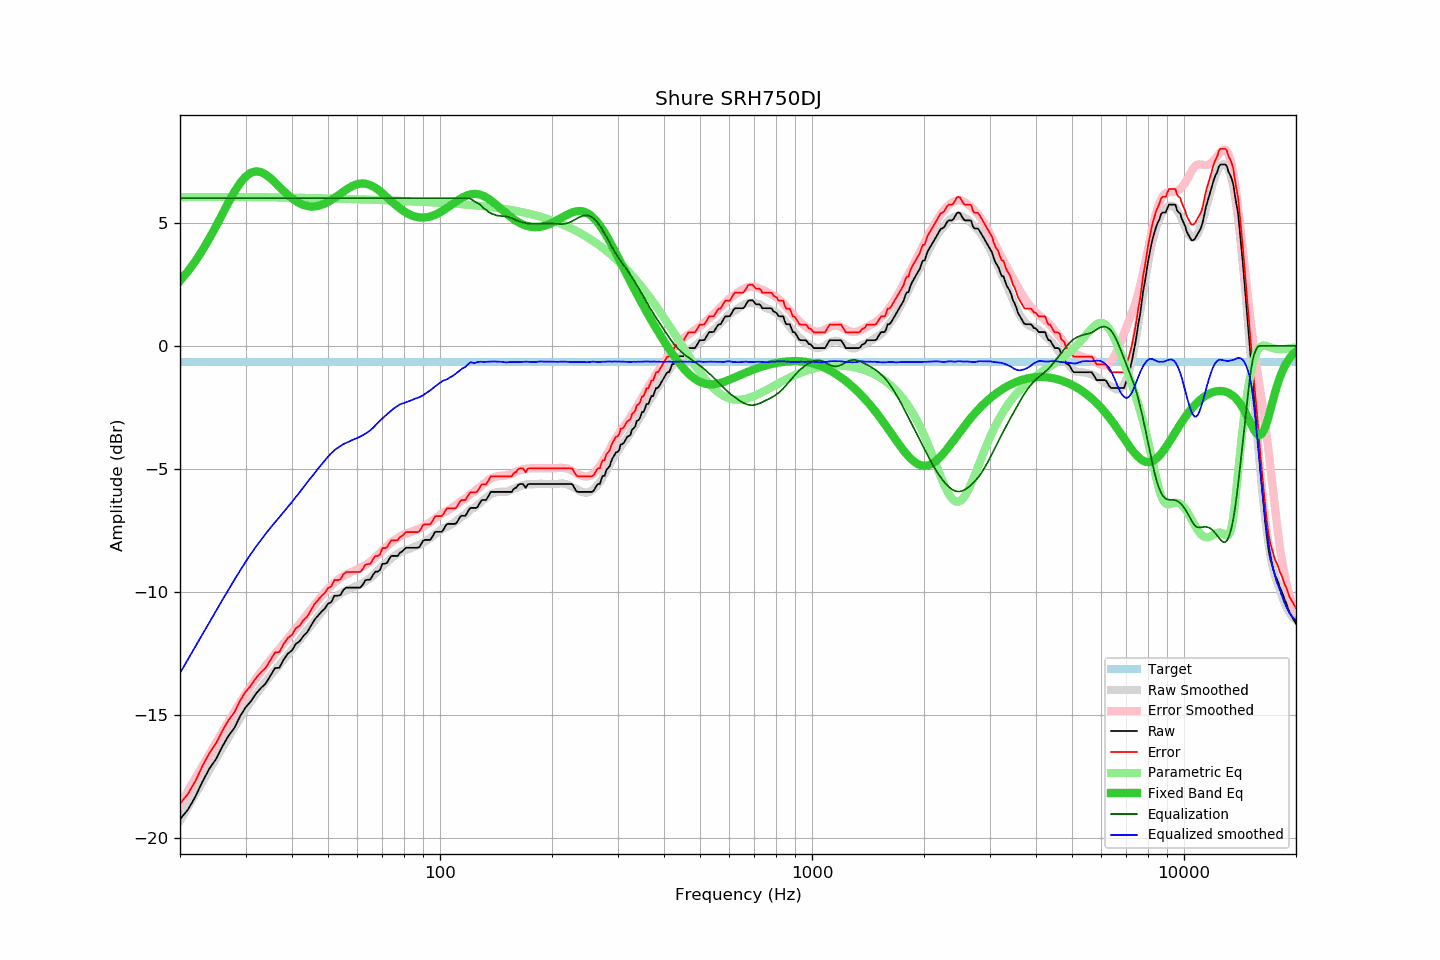 Shure SRH750DJ
Amplitude (dBr)
5
0
−5
−10
−15
−20
100
1000
10000
Frequency (Hz)
Target
Raw Smoothed
Error Smoothed
Raw
Error
Parametric Eq
Fixed Band Eq
Equalization
Equalized smoothed